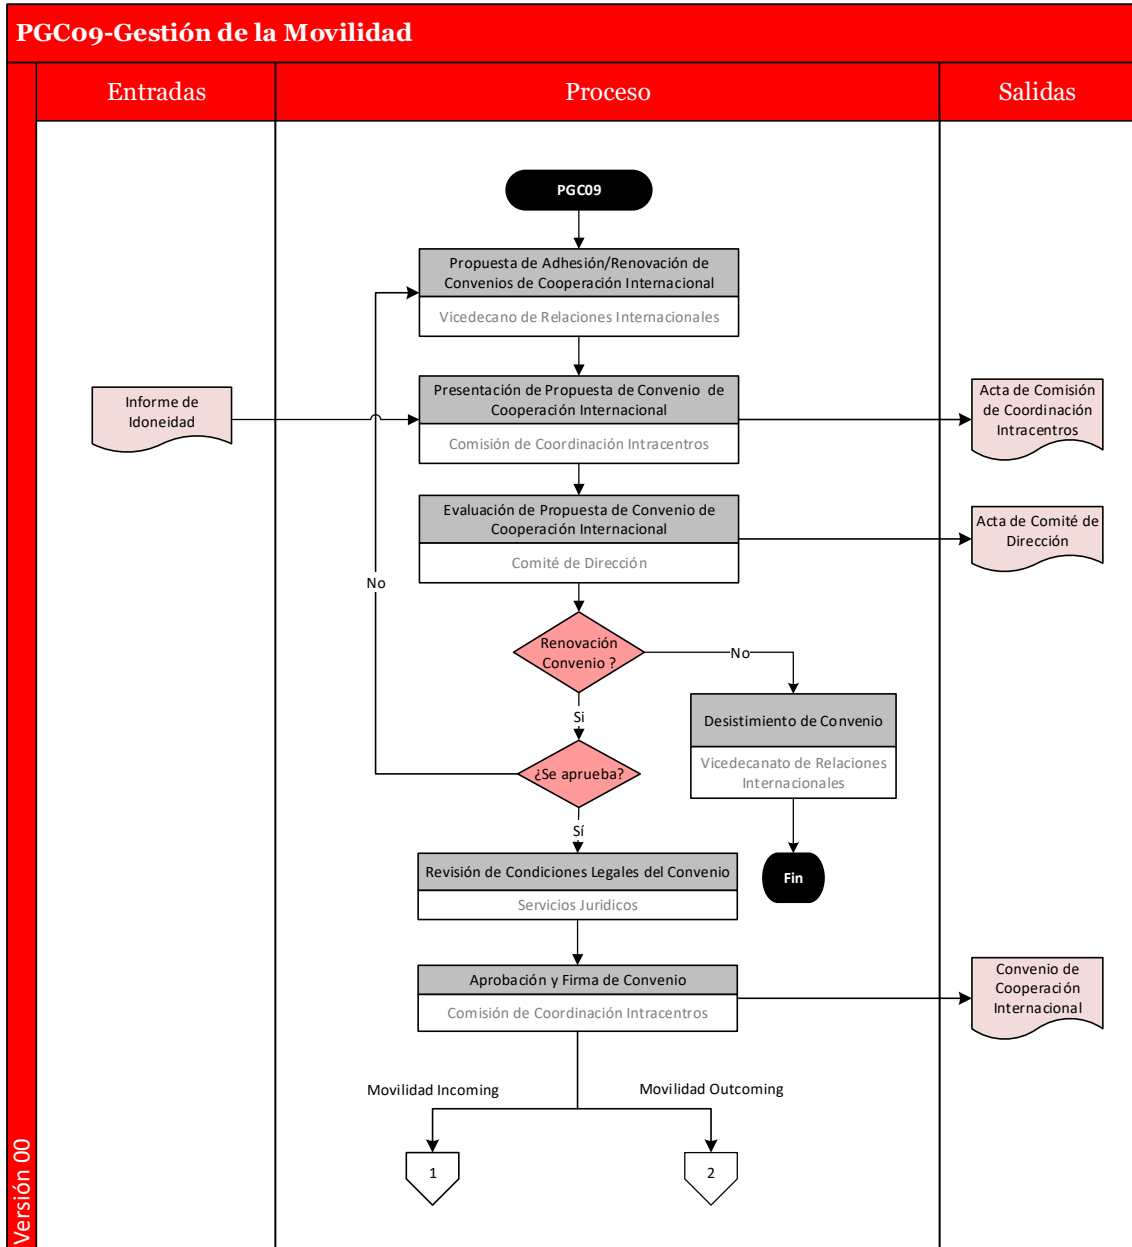 PGC09-Gestión de la Movilidad
Entradas
Proceso
Salidas
PGC09
Propuesta de Adhesión/Renovación de
Convenios de Cooperación Internacional
Vicedecano de Relaciones Internacionales
Informe de
Idoneidad
Presentación de Propuesta de Convenio de
Cooperación Internacional
Comisión de Coordinación Intracentros
Acta de Comisión
de Coordinación
Intracentros
Evaluación de Propuesta de Convenio de
Cooperación Internacional
Comité de Dirección
Acta de Comité de
Dirección
No
Renovación
Convenio ?
No
Si
Desistimiento de Convenio
Vicedecanato de Relaciones
Internacionales
¿Se aprueba?
Sí
Revisión de Condiciones Legales del Convenio
Servicios Juridicos
Fin
Aprobación y Firma de Convenio
Comisión de Coordinación Intracentros
Convenio de
Cooperación
Internacional
Movilidad Incoming
Movilidad Outcoming
1
2
Versión 00